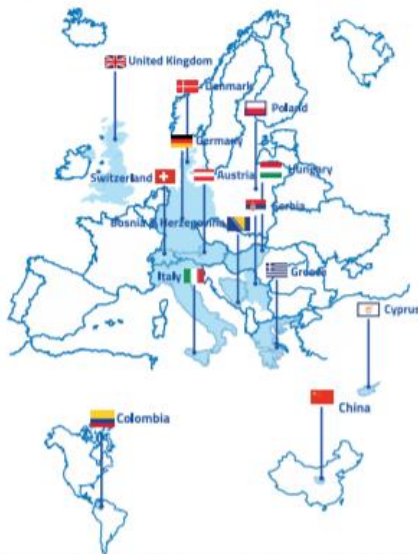 United Kingdom
Denmark
Poland
Germany
Switzerland
Austria
Hungary
Serbia
Bosnia & Herzegovina
Italy
Greece
Cyprus
China
Colombia